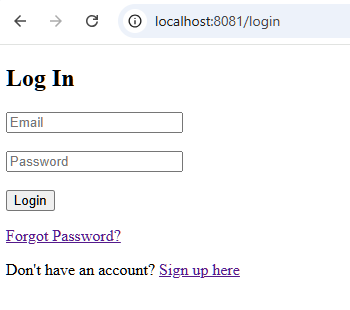 localhost:8081/login
Log In
Email
Password
Login
Forgot Password?
Don't have an account? Sign up here